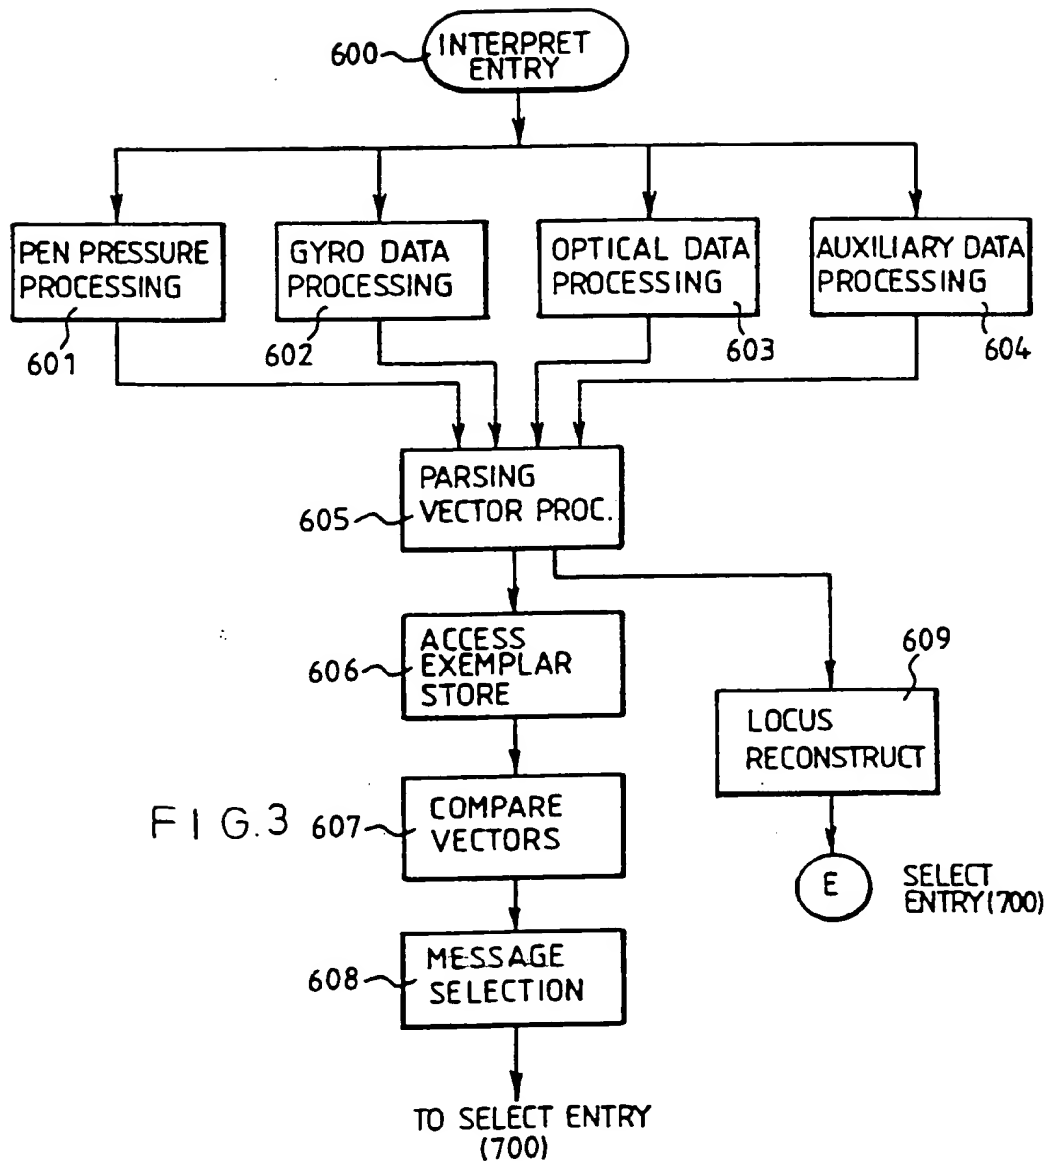 600
INTERPRET
ENTRY
PEN PRESSURE
PROCESSING
601
GYRO DATA
PROCESSING
602
OPTICAL DATA
PROCESSING
603
AUXILIARY DATA
PROCESSING
604
605
PARSING
VECTOR PROC.
606
ACCESS
EXEMPLAR
STORE
609
LOCUS
RECONSTRUCT
FIG.3
607
COMPARE
VECTORS
E
SELECT
ENTRY(700)
608
MESSAGE
SELECTION
TO SELECT ENTRY
(700)